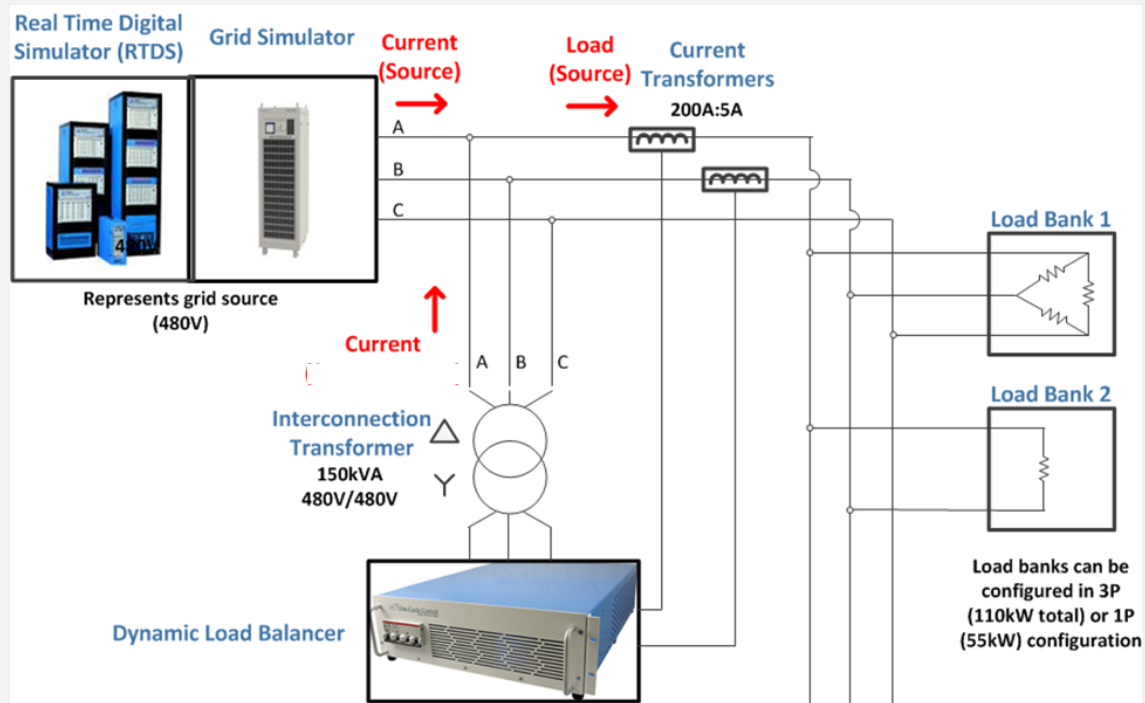 Real Time Digital
Simulator (RTDS)
Grid Simulator
Current
(Source)
Load
(Source)
Current
Transformers
200A:5A
A
B
C
480V
Represents grid source
(480V)
Current
A
B
C
Interconnection
Transformer
150kVA
480V/480V
Dynamic Load Balancer
Load Bank 1
Load Bank 2
Load banks can be
configured in 3P
(110kW total) or 1P
(55kW) configuration